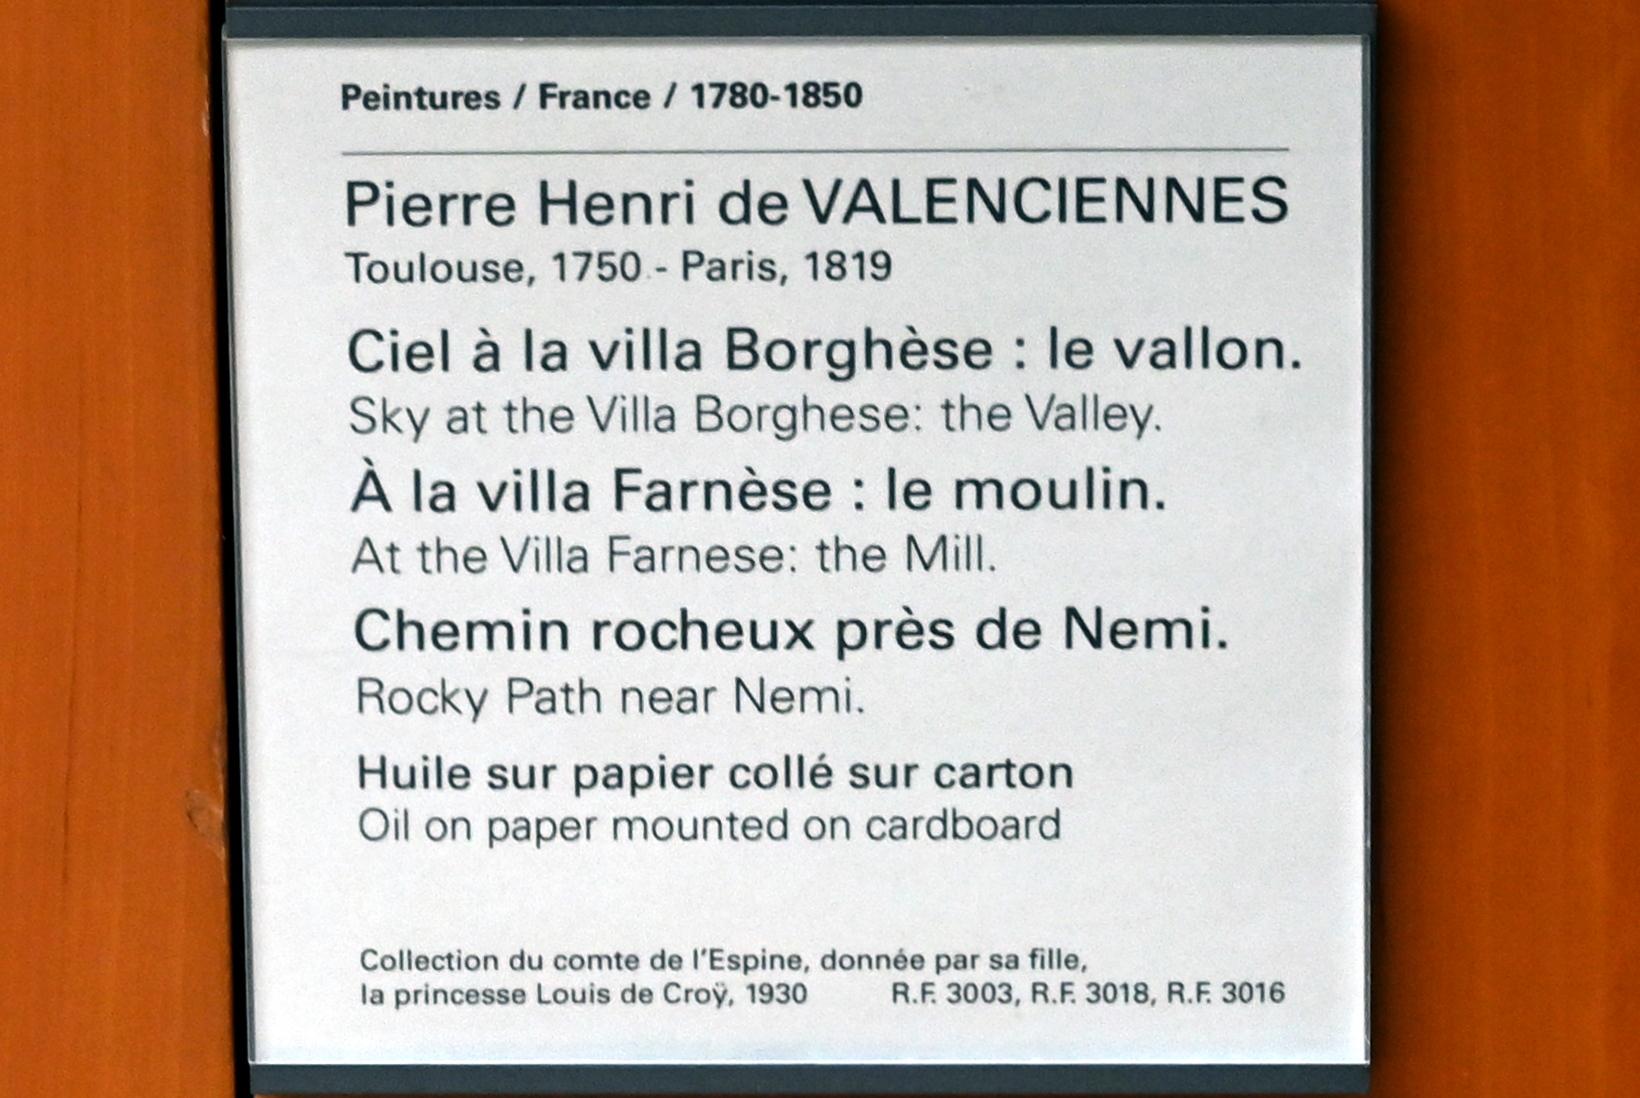 Peintures / France / 1780-1850
Pierre Henri de VALENCIENNES
Toulouse, 1750 - Paris, 1819
Ciel à la villa Borghèse : le vallon.
Sky at the Villa Borghese: the Valley.
À la villa Farnèse : le moulin.
At the Villa Farnese: the Mill.
Chemin rocheux près de Nemi.
Rocky Path near Nemi.
Huile sur papier collé sur carton
Oil on paper mounted on cardboard
Collection du comte de l'Espine, donnée par sa fille,
la princesse Louis de Croÿ, 1930 R.F. 3003, R.F. 3018, R.F. 3016